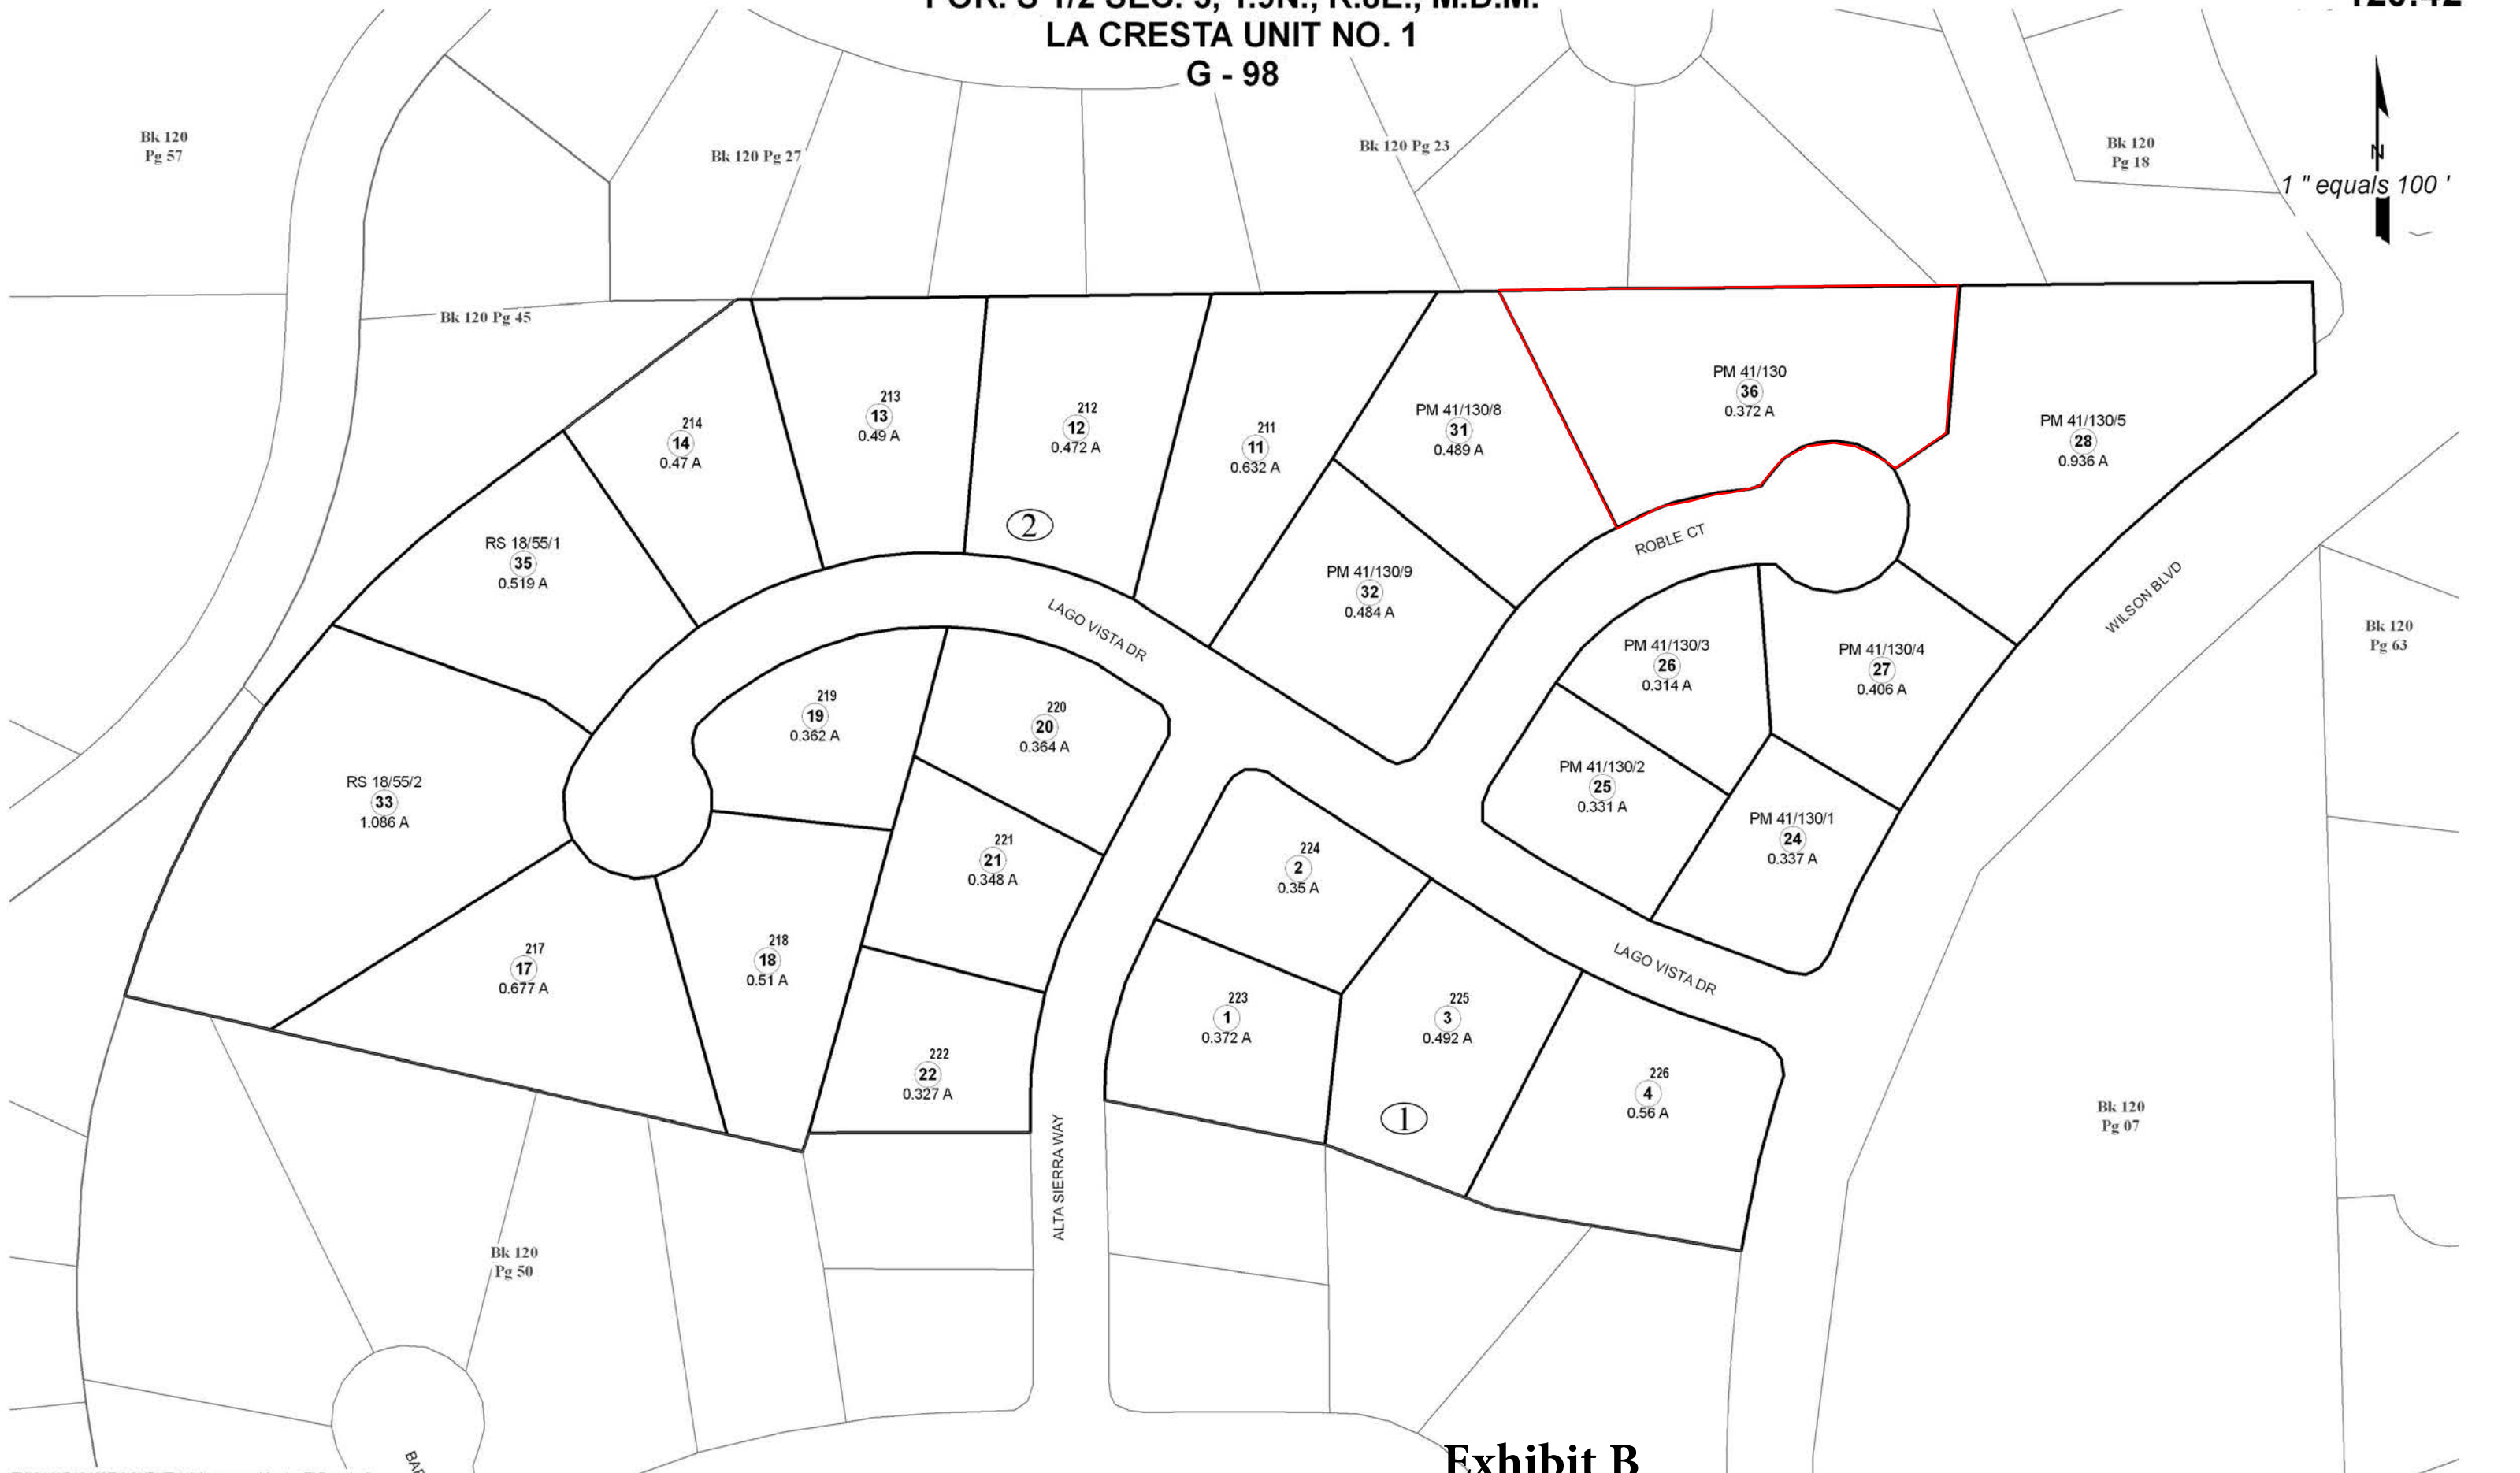 POR. S 1/2 SEC. 3, T.9N., R.8E., M.D.M.
LA CRESTA UNIT NO. 1
G - 98
120:42
Bk 120
Pg 57
Bk 120 Pg 27
Bk 120 Pg 23
Bk 120
Pg 18
N
1 " equals 100 '
Bk 120 Pg 45
214
14
0.47 A
213
13
0.49 A
212
12
0.472 A
211
11
0.632 A
PM 41/130/8
31
0.489 A
PM 41/130
36
0.372 A
PM 41/130/5
28
0.936 A
2
RS 18/55/1
35
0.519 A
PM 41/130/9
32
0.484 A
ROBLE CT
LAGO VISTA DR
WILSON BLVD
PM 41/130/3
26
0.314 A
PM 41/130/4
27
0.406 A
Bk 120
Pg 63
219
19
0.362 A
220
20
0.364 A
RS 18/55/2
33
1.086 A
PM 41/130/2
25
0.331 A
PM 41/130/1
24
0.337 A
221
21
0.348 A
224
2
0.35 A
217
17
0.677 A
218
18
0.51 A
LAGO VISTA DR
223
1
0.372 A
225
3
0.492 A
222
22
0.327 A
226
4
0.56 A
1
ALTA SIERRA WAY
Bk 120
Pg 07
Bk 120
Pg 50
Exhibit B